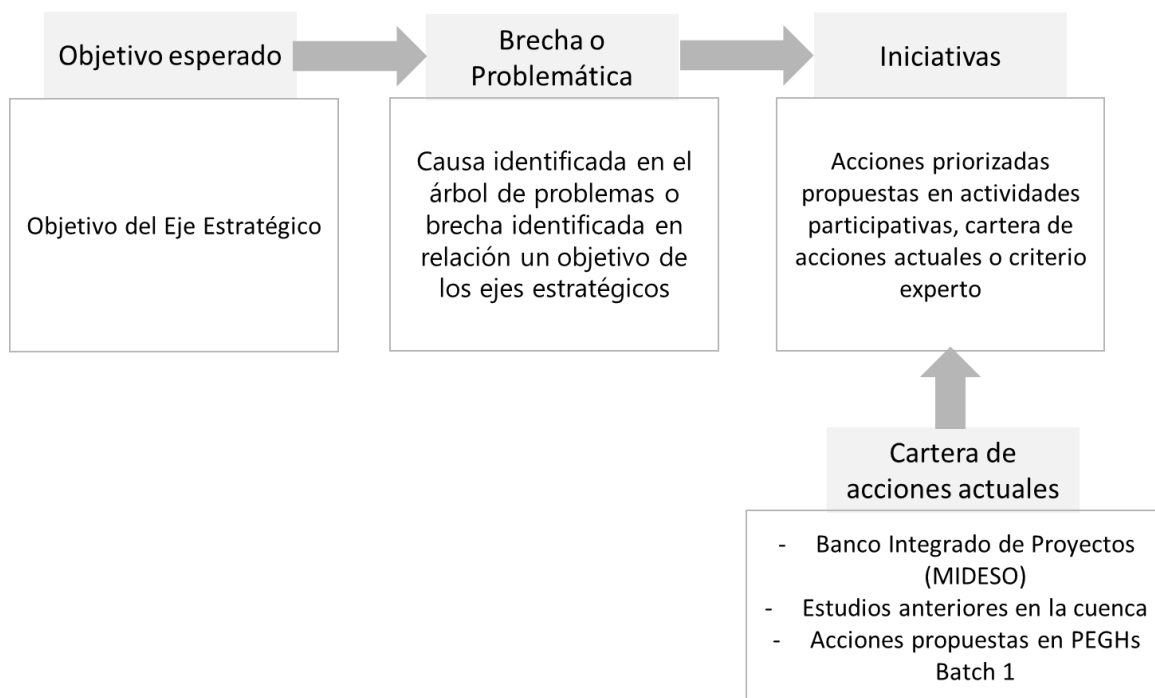 Objetivo esperado
Objetivo del Eje Estratégico
Brecha o
Problemática
Causa identificada en el
árbol de problemas o
brecha identificada en
relación un objetivo de
los ejes estratégicos
Iniciativas
Acciones priorizadas
propuestas en actividades
participativas, cartera de
acciones actuales o criterio
experto
Cartera de
acciones actuales
- Banco Integrado de Proyectos
(MIDESO)
- Estudios anteriores en la cuenca
- Acciones propuestas en PEGHs
Batch 1